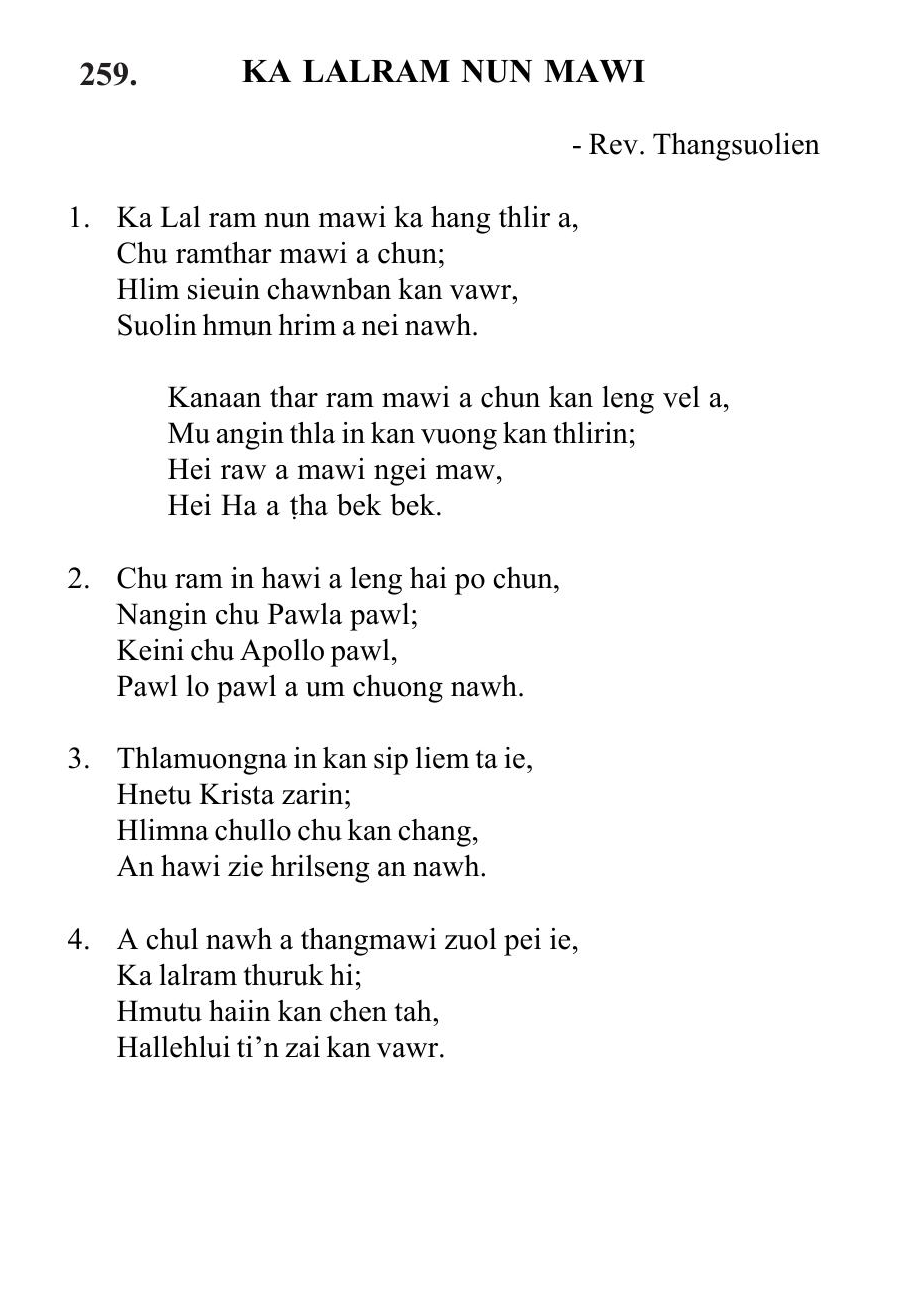 259. KA LALRAM NUN MAWI
- Rev. Thangsuolien
1. Ka Lal ram nun mawi ka hang thlir a,
Chu ramthar mawi a chun;
Hlim sieuin chawnban kan vawr,
Suolin hmun hrim a nei nawh.
Kanaan thar ram mawi a chun kan leng vel a,
Mu angin thla in kan vuong kan thlirin;
Hei raw a mawi ngei maw,
Hei Ha a ṭha bek bek.
2. Chu ram in hawi a leng hai po chun,
Nangin chu Pawla pawl;
Keini chu Apollo pawl,
Pawl lo pawl a um chuong nawh.
3. Thlamuongna in kan sip liem ta ie,
Hnetu Krista zarin;
Hlimna chullo chu kan chang,
An hawi zie hrilseng an nawh.
4. A chul nawh a thangmawi zuol pei ie,
Ka lalram thuruk hi;
Hmutu haiin kan chen tah,
Hallehlui ti’n zai kan vawr.